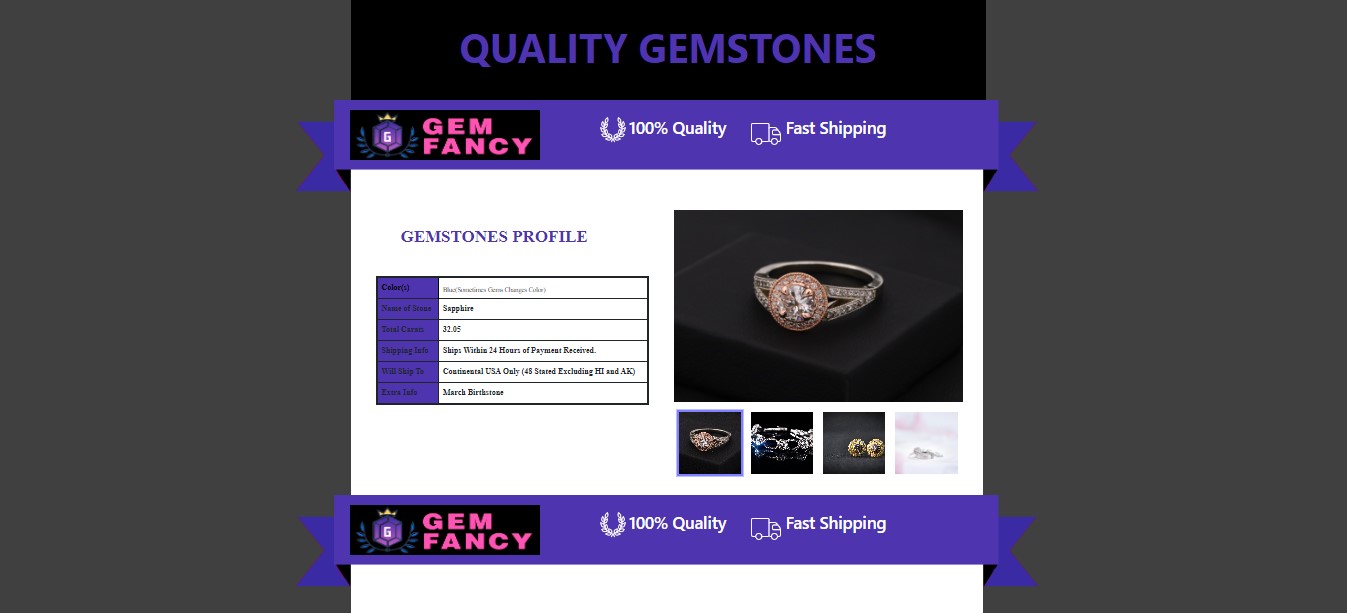 QUALITY GEMSTONES
G
GEM
FANCY
100% Quality
Fast Shipping
GEMSTONES PROFILE
Color(s) Blue(Sometimes Gems Changes Color)
Name of Stone Sapphire
Total Carats 32.05
Shipping Info Ships Within 24 Hours of Payment Received.
Will Ship To Continental USA Only (48 Stated Excluding HI and AK)
Extra Info March Birthstone
G
GEM
FANCY
100% Quality
Fast Shipping